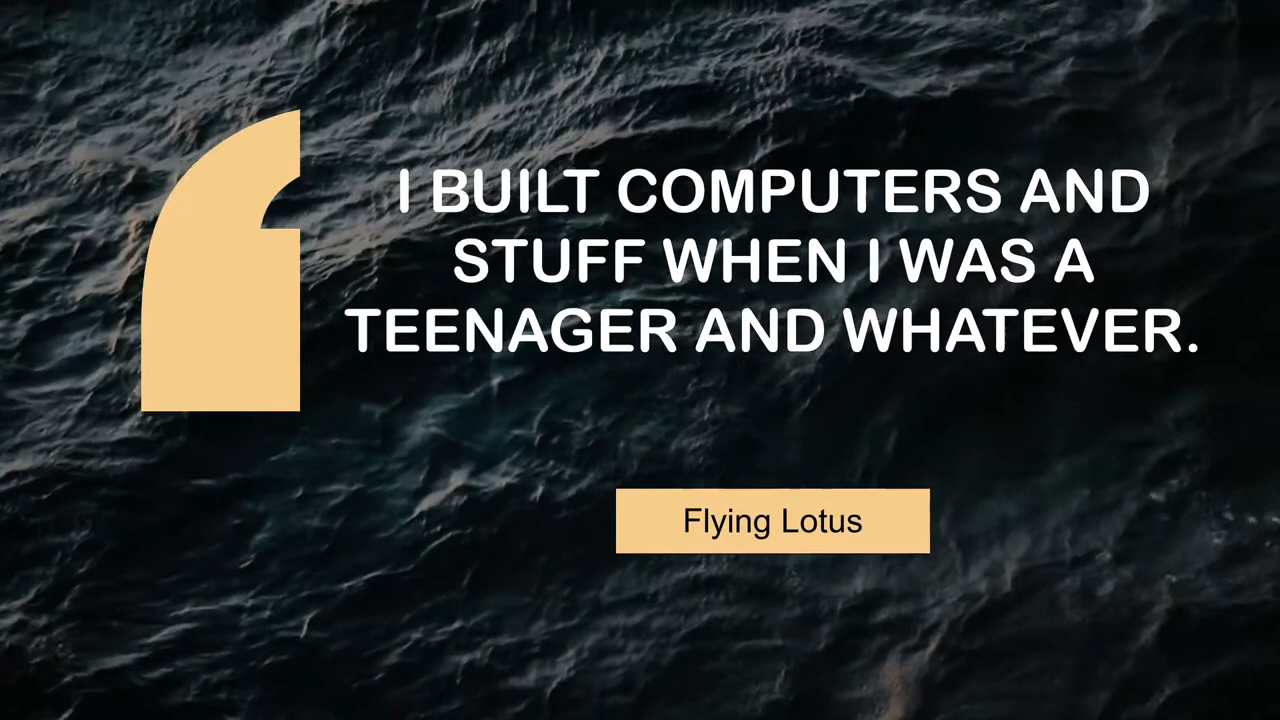 I BUILT COMPUTERS AND
STUFF WHEN I WAS A
TEENAGER AND WHATEVER.
Flying Lotus